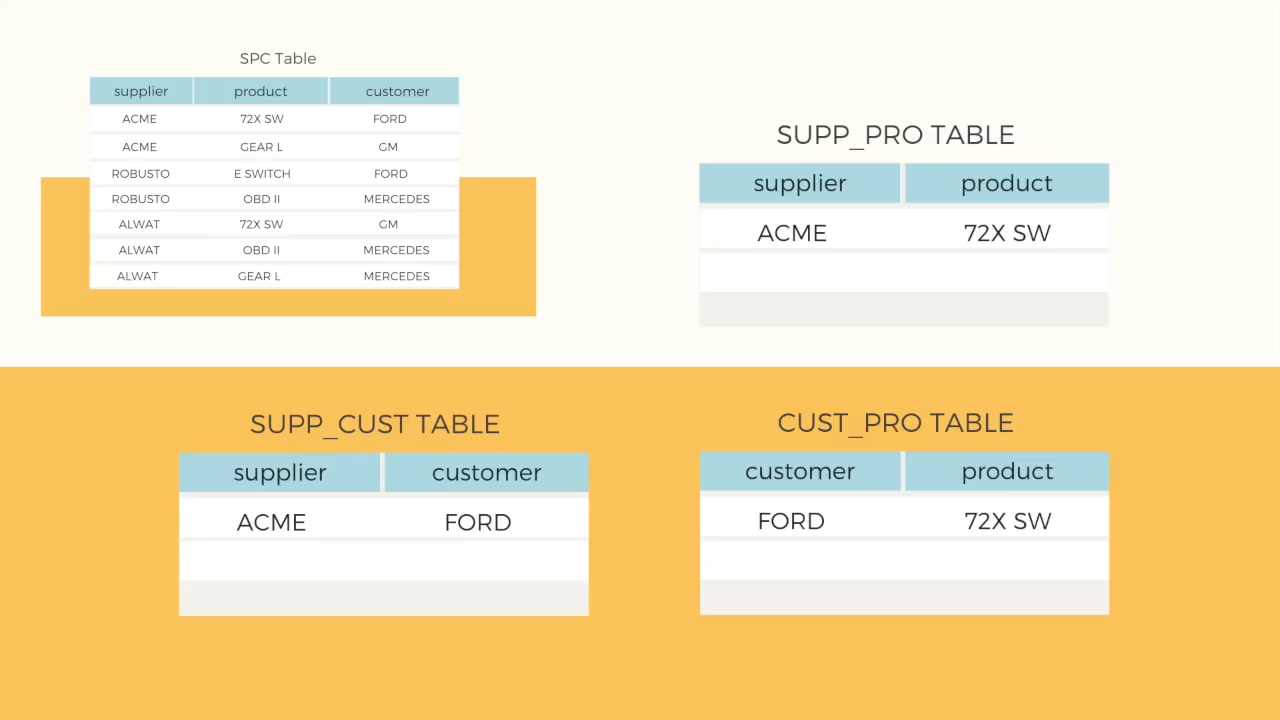 SPC Table
supplier product customer
ACME 72X SW FORD
ACME GEAR L GM
ROBUSTO E SWITCH FORD
ROBUSTO OBD II MERCEDES
ALWAT 72X SW GM
ALWAT OBD II MERCEDES
ALWAT GEAR L MERCEDES
SUPP_PRO TABLE
supplier product
ACME 72X SW
SUPP_CUST TABLE
supplier customer
ACME FORD
CUST_PRO TABLE
customer product
FORD 72X SW